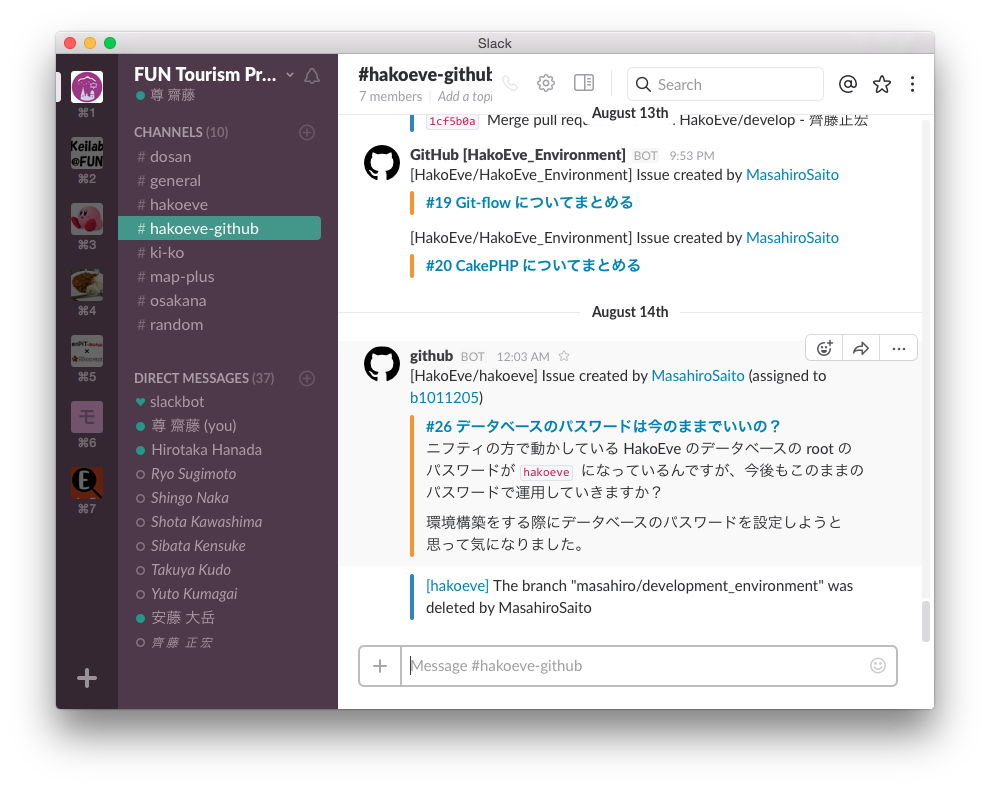 Slack
⌘1
Keilab
@FUN
⌘2
⌘3
⌘4
⌘5
モ
⌘6
E
⌘7
FUN Tourism Pr...
尊 齋藤
CHANNELS (10)
# dosan
# general
# hakoeve
# hakoeve-github
# ki-ko
# map-plus
# osakana
# random
DIRECT MESSAGES (37)
slackbot
尊 齋藤 (you)
Hirotaka Hanada
Ryo Sugimoto
Shingo Naka
Shota Kawashima
Sibata Kensuke
Takuya Kudo
Yuto Kumagai
安藤 大岳
齊藤 正宏
#hakoeve-github
7 members
Add a topi
Search
August 13th
1cf5b0a Merge pull req HakoEve/develop - 齊藤正宏
GitHub [HakoEve_Environment] BOT 9:53 PM
[HakoEve/HakoEve_Environment] Issue created by MasahiroSaito
#19 Git-flow についてまとめる
[HakoEve/HakoEve_Environment] Issue created by MasahiroSaito
#20 CakePHP についてまとめる
August 14th
github BOT 12:03 AM
[HakoEve/hakoeve] Issue created by MasahiroSaito (assigned to
b1011205)
#26 データベースのパスワードは今のままでいいの？
ニフティの方で動かしている HakoEve のデータベースの root の
パスワードが hakoeve になっているんですが、今後もこのままの
パスワードで運用していきますか？
環境構築をする際にデータベースのパスワードを設定しようと
思って気になりました。
[hakoeve] The branch "masahiro/development_environment" was
deleted by MasahiroSaito
Message #hakoeve-github